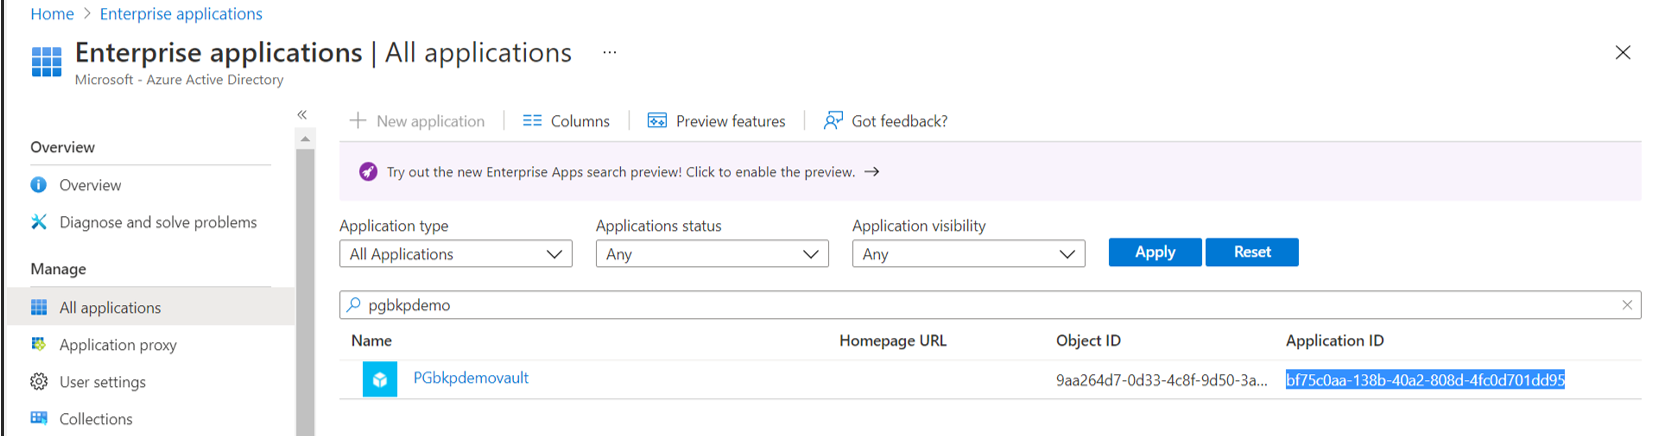 Home > Enterprise applications
Enterprise applications | All applications ...
Microsoft - Azure Active Directory
«
Overview
Overview
Diagnose and solve problems
Manage
All applications
Application proxy
User settings
Collections
+ New application
Columns
Preview features
Got feedback?
Try out the new Enterprise Apps search preview! Click to enable the preview. →
Application type
All Applications
Applications status
Any
Application visibility
Any
Apply
Reset
pgbkpdemo
Name Homepage URL Object ID Application ID
PGbkpdemovault 9aa264d7-0d33-4c8f-9d50-3a... bf75c0aa-138b-40a2-808d-4fc0d701dd95